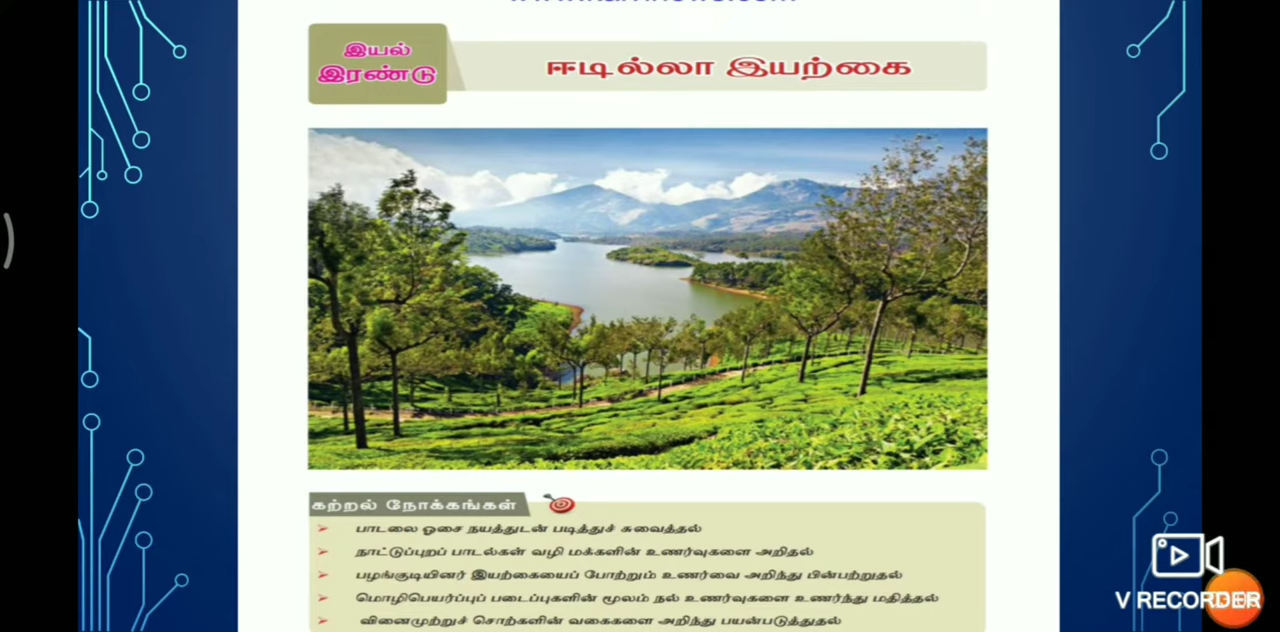 இயல்
இரண்டு
ஈடில்லா இயற்கை
கற்றல் நோக்கங்கள்
பாடலை ஓசை நயத்துடன் படித்துச் சுவைத்தல்
நாட்டுப்புறப் பாடல்கள் வழி மக்களின் உணர்வுகளை அறிதல்
பழங்குடியினர் இயற்கையைப் போற்றும் உணர்வை அறிந்து பின்பற்றுதல்
மொழிபெயர்ப்புப் படைப்புகளின் மூலம் நல் உணர்வுகளை உணர்ந்து மதித்தல்
வினைமுற்றுச் சொற்களின் வகைகளை அறிந்து பயன்படுத்துதல்
V RECORDER